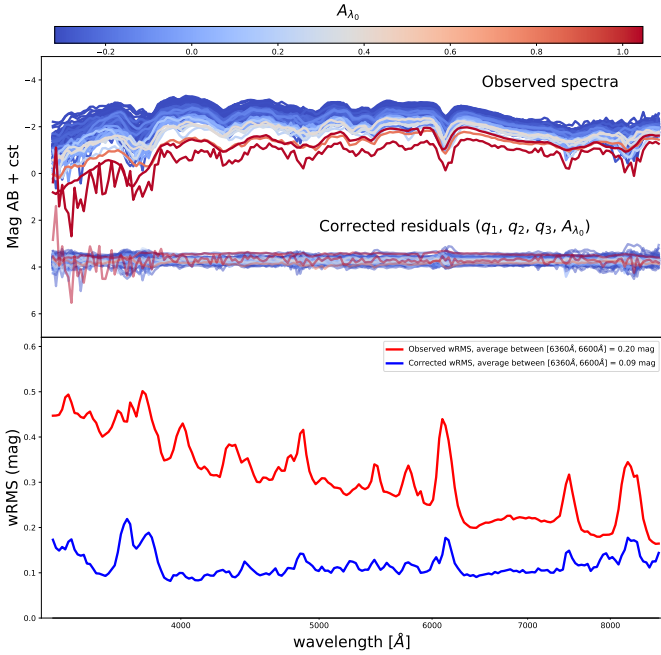 A_{λ_0}
−0.2 0.0 0.2 0.4 0.6 0.8 1.0
Observed spectra
Corrected residuals (q_1, q_2, q_3, A_{λ_0})
Mag AB + cst
−4
−2
0
2
4
6
Observed wRMS, average between [6360Å, 6600Å] = 0.20 mag
Corrected wRMS, average between [6360Å, 6600Å] = 0.09 mag
wRMS (mag)
0.6
0.5
0.4
0.3
0.2
0.1
0.0
4000 5000 6000 7000 8000
wavelength [Å]